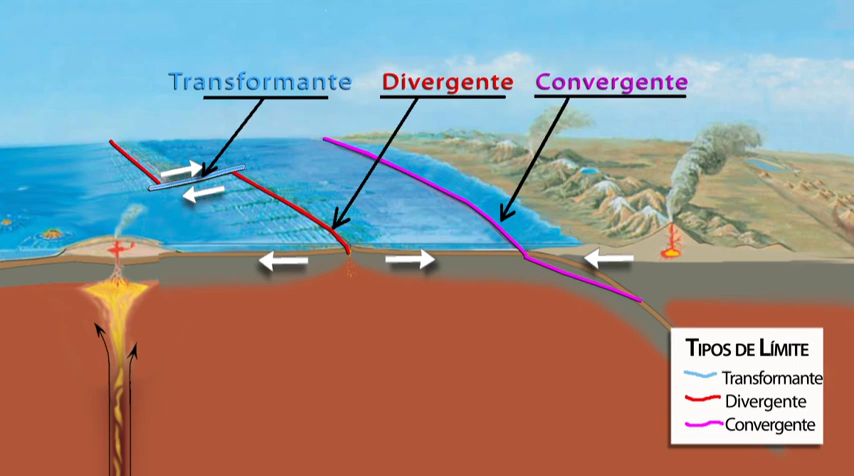 Transformante
Divergente
Convergente
TIPOS DE LÍMITE
Transformante
Divergente
Convergente